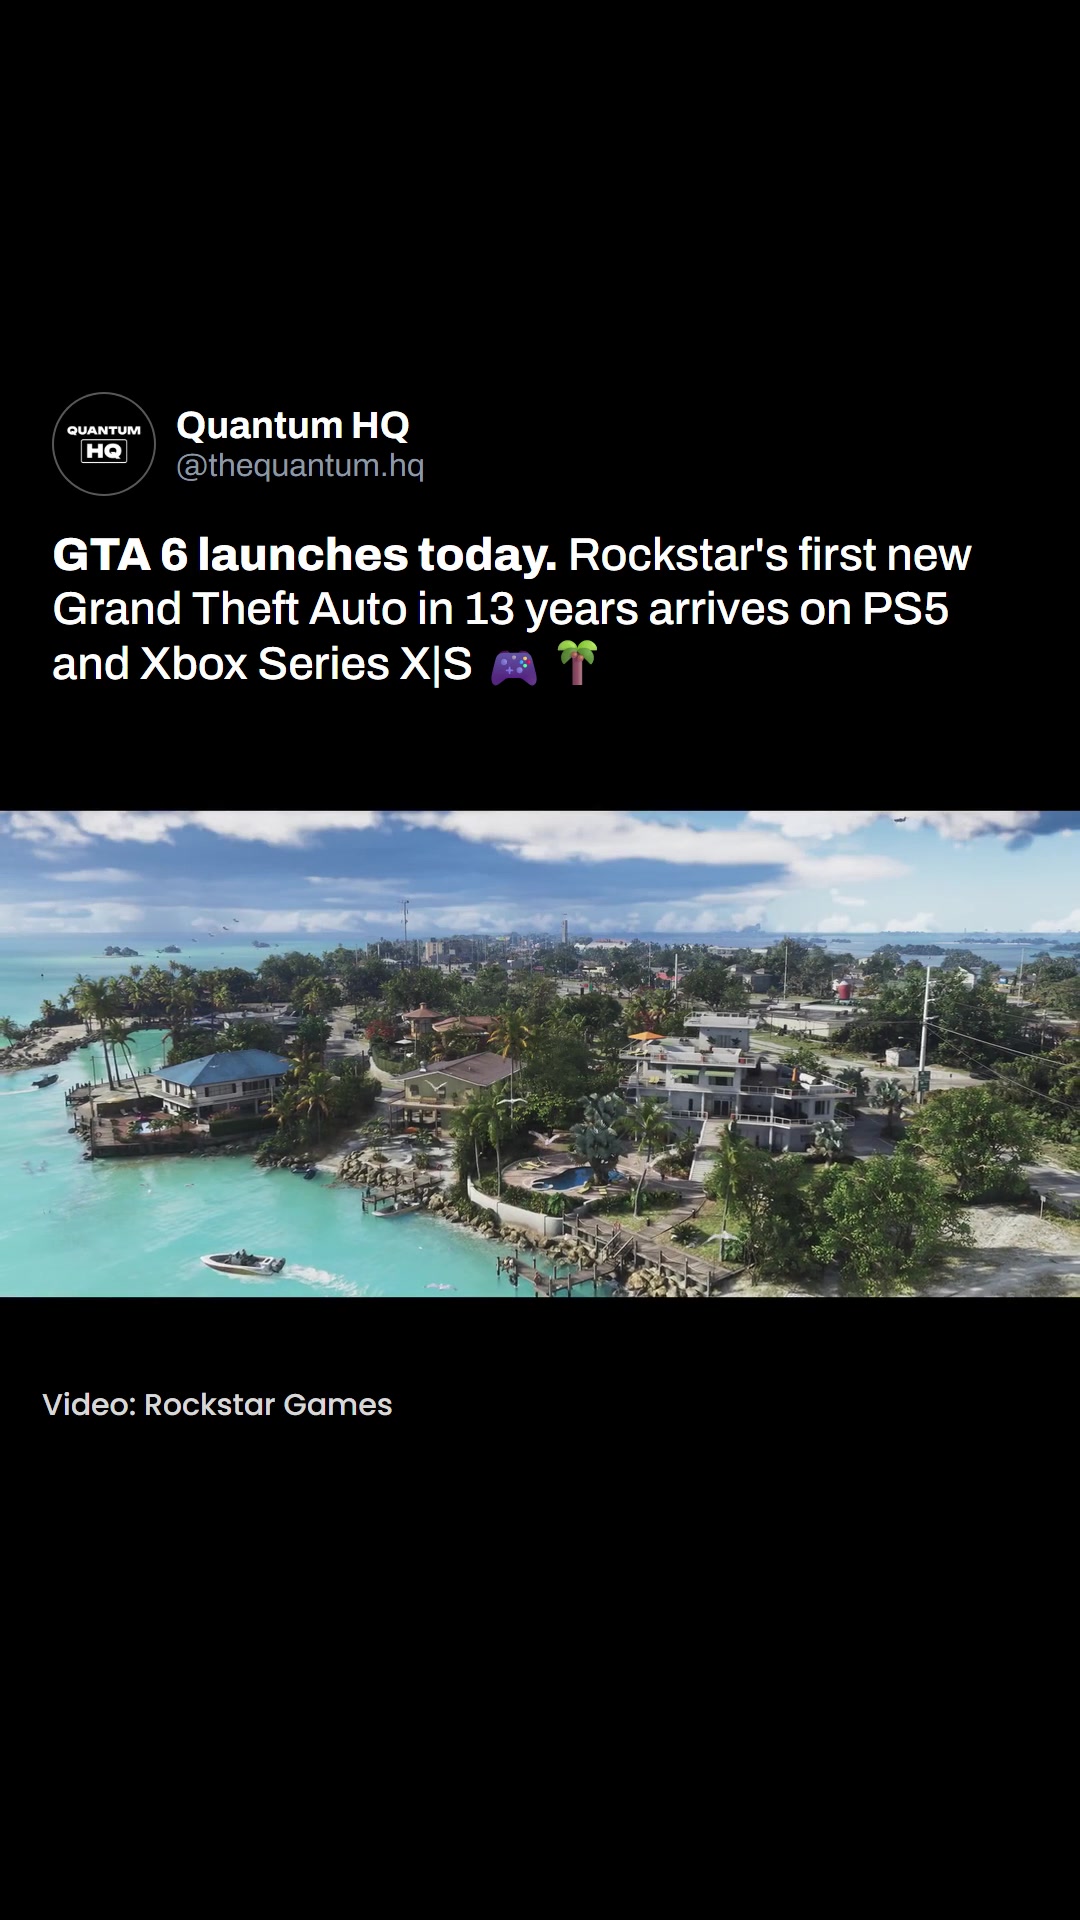 QUANTUM
HQ
Quantum HQ
@thequantum.hq
GTA 6 launches today. Rockstar's first new
Grand Theft Auto in 13 years arrives on PS5
and Xbox Series X|S 🎮 🌴
Video: Rockstar Games